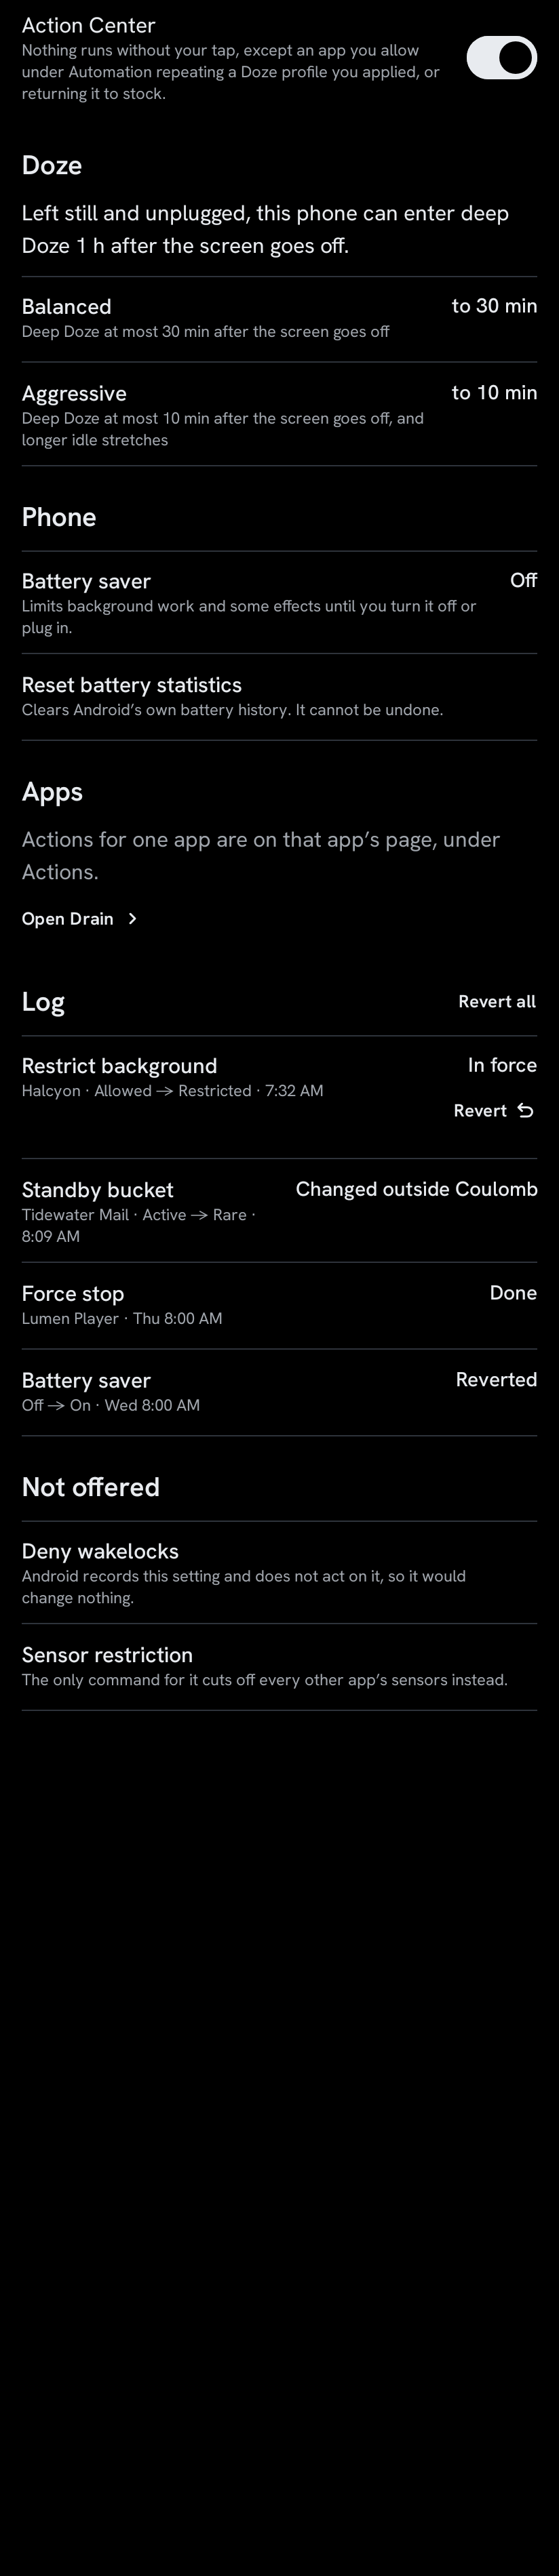 Action Center
Nothing runs without your tap, except an app you allow
under Automation repeating a Doze profile you applied, or
returning it to stock.
Doze
Left still and unplugged, this phone can enter deep
Doze 1 h after the screen goes off.
Balanced
to 30 min
Deep Doze at most 30 min after the screen goes off
Aggressive
to 10 min
Deep Doze at most 10 min after the screen goes off, and
longer idle stretches
Phone
Battery saver
Off
Limits background work and some effects until you turn it off or
plug in.
Reset battery statistics
Clears Android’s own battery history. It cannot be undone.
Apps
Actions for one app are on that app’s page, under
Actions.
Open Drain
Log
Revert all
Restrict background
In force
Halcyon · Allowed → Restricted · 7:32 AM
Revert
Standby bucket
Changed outside Coulomb
Tidewater Mail · Active → Rare ·
8:09 AM
Force stop
Done
Lumen Player · Thu 8:00 AM
Battery saver
Reverted
Off → On · Wed 8:00 AM
Not offered
Deny wakelocks
Android records this setting and does not act on it, so it would
change nothing.
Sensor restriction
The only command for it cuts off every other app’s sensors instead.